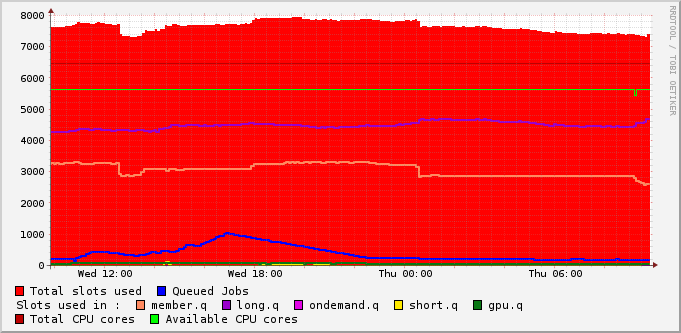 8000
7000
6000
5000
4000
3000
2000
1000
0
Wed 12:00 Wed 18:00 Thu 00:00 Thu 06:00
RRDTOOL / TOBI OETIKER
Total slots used Queued Jobs
Slots used in : member.q long.q ondemand.q short.q gpu.q
Total CPU cores Available CPU cores